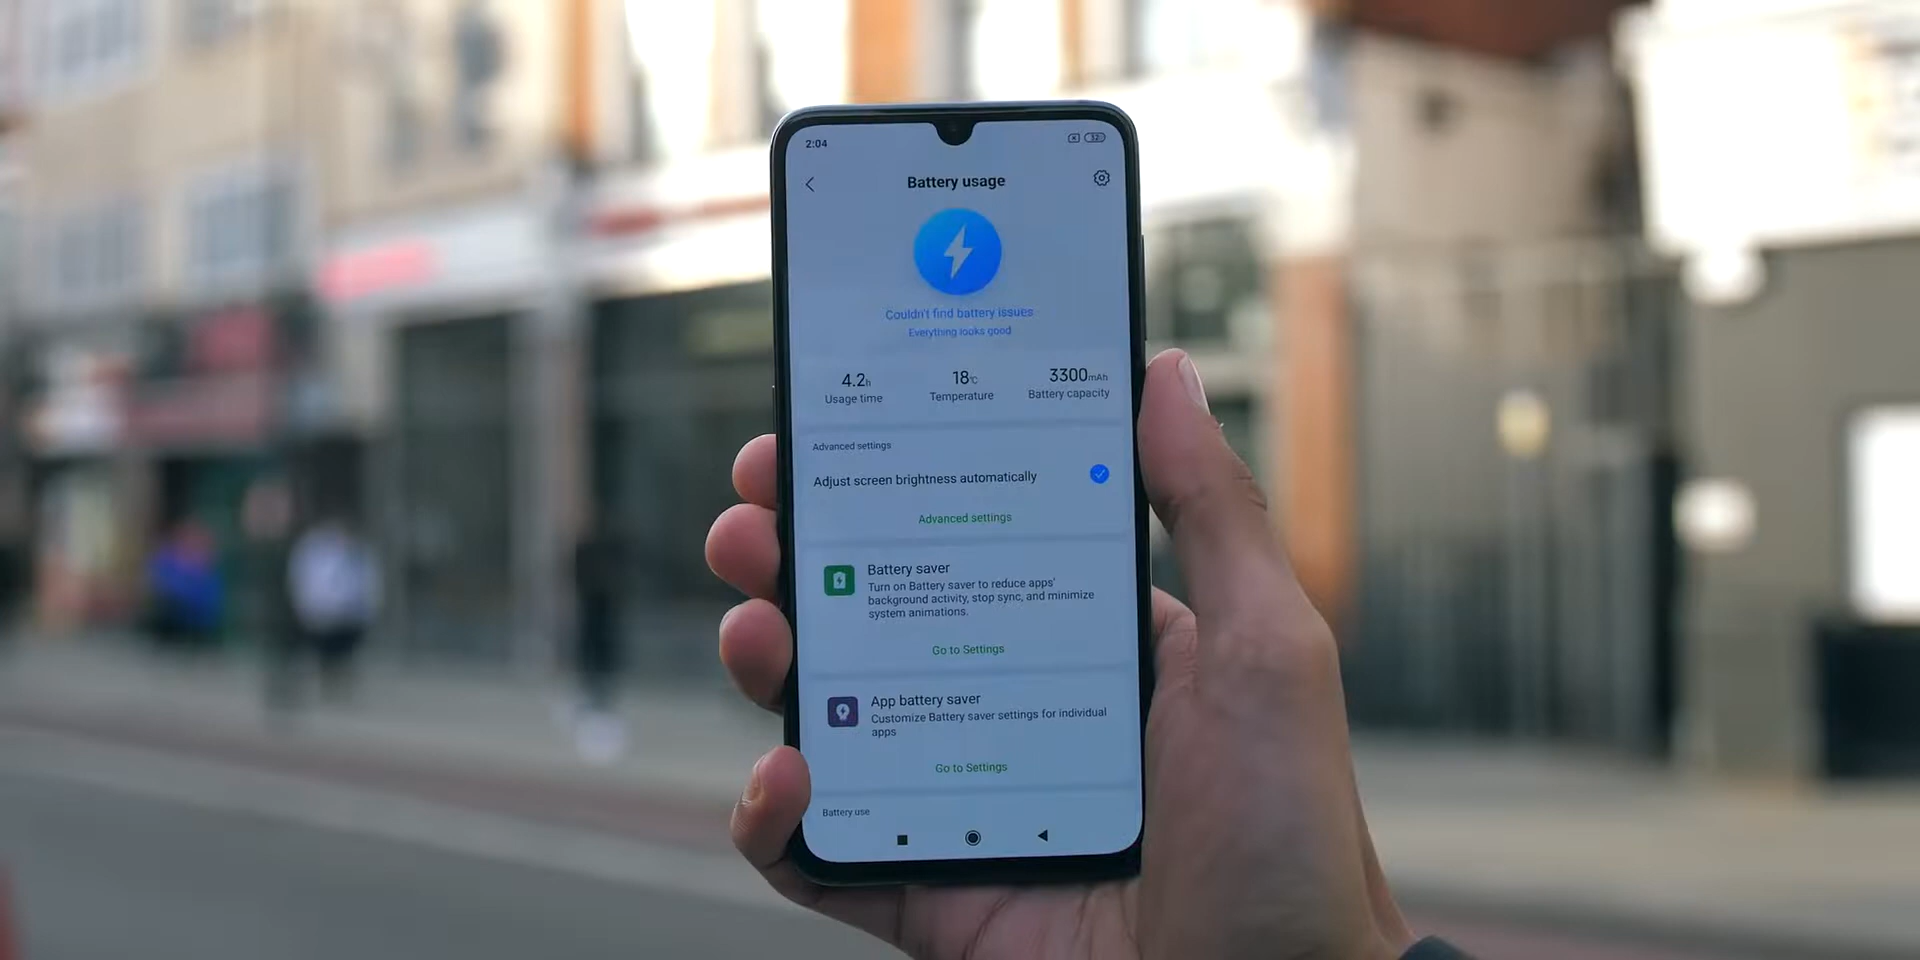 2:04
32
Battery usage
Couldn't find battery issues
Everything looks good
4.2h
Usage time
18°C
Temperature
3300mAh
Battery capacity
Advanced settings
Adjust screen brightness automatically
Advanced settings
Battery saver
Turn on Battery saver to reduce apps'
background activity, stop sync, and minimize
system animations.
Go to Settings
App battery saver
Customize Battery saver settings for individual
apps
Go to Settings
Battery use